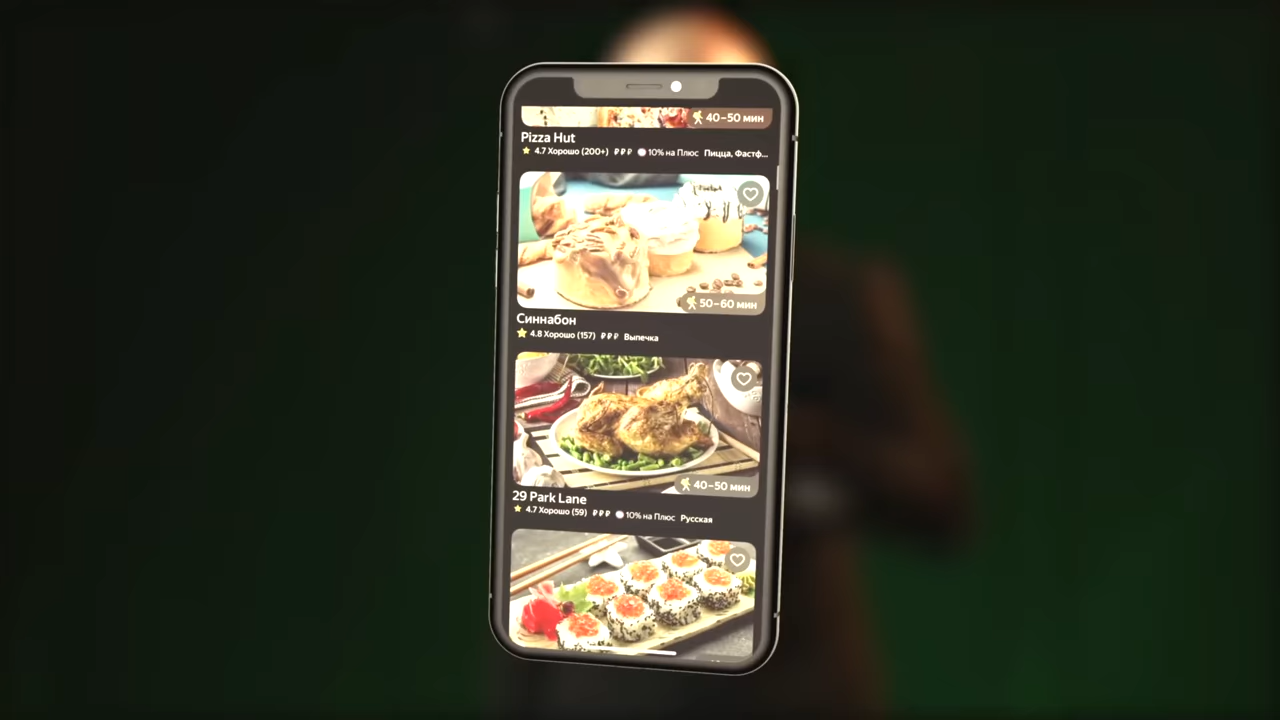 40–50 мин
Pizza Hut
4.7 Хорошо (200+) ₽₽₽ 10% на Плюс Пицца, Фастф...
50–60 мин
Синнабон
4.8 Хорошо (157) ₽₽₽ Выпечка
40–50 мин
29 Park Lane
4.7 Хорошо (59) ₽₽₽ 10% на Плюс Русская